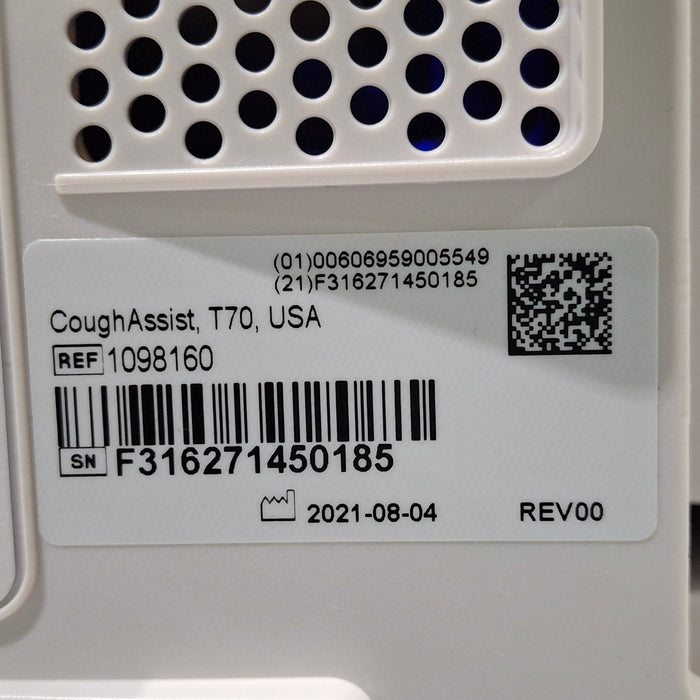 (01)00606959005549
(21)F316271450185
CoughAssist, T70, USA
REF 1098160
SN F316271450185
2021-08-04 REV00